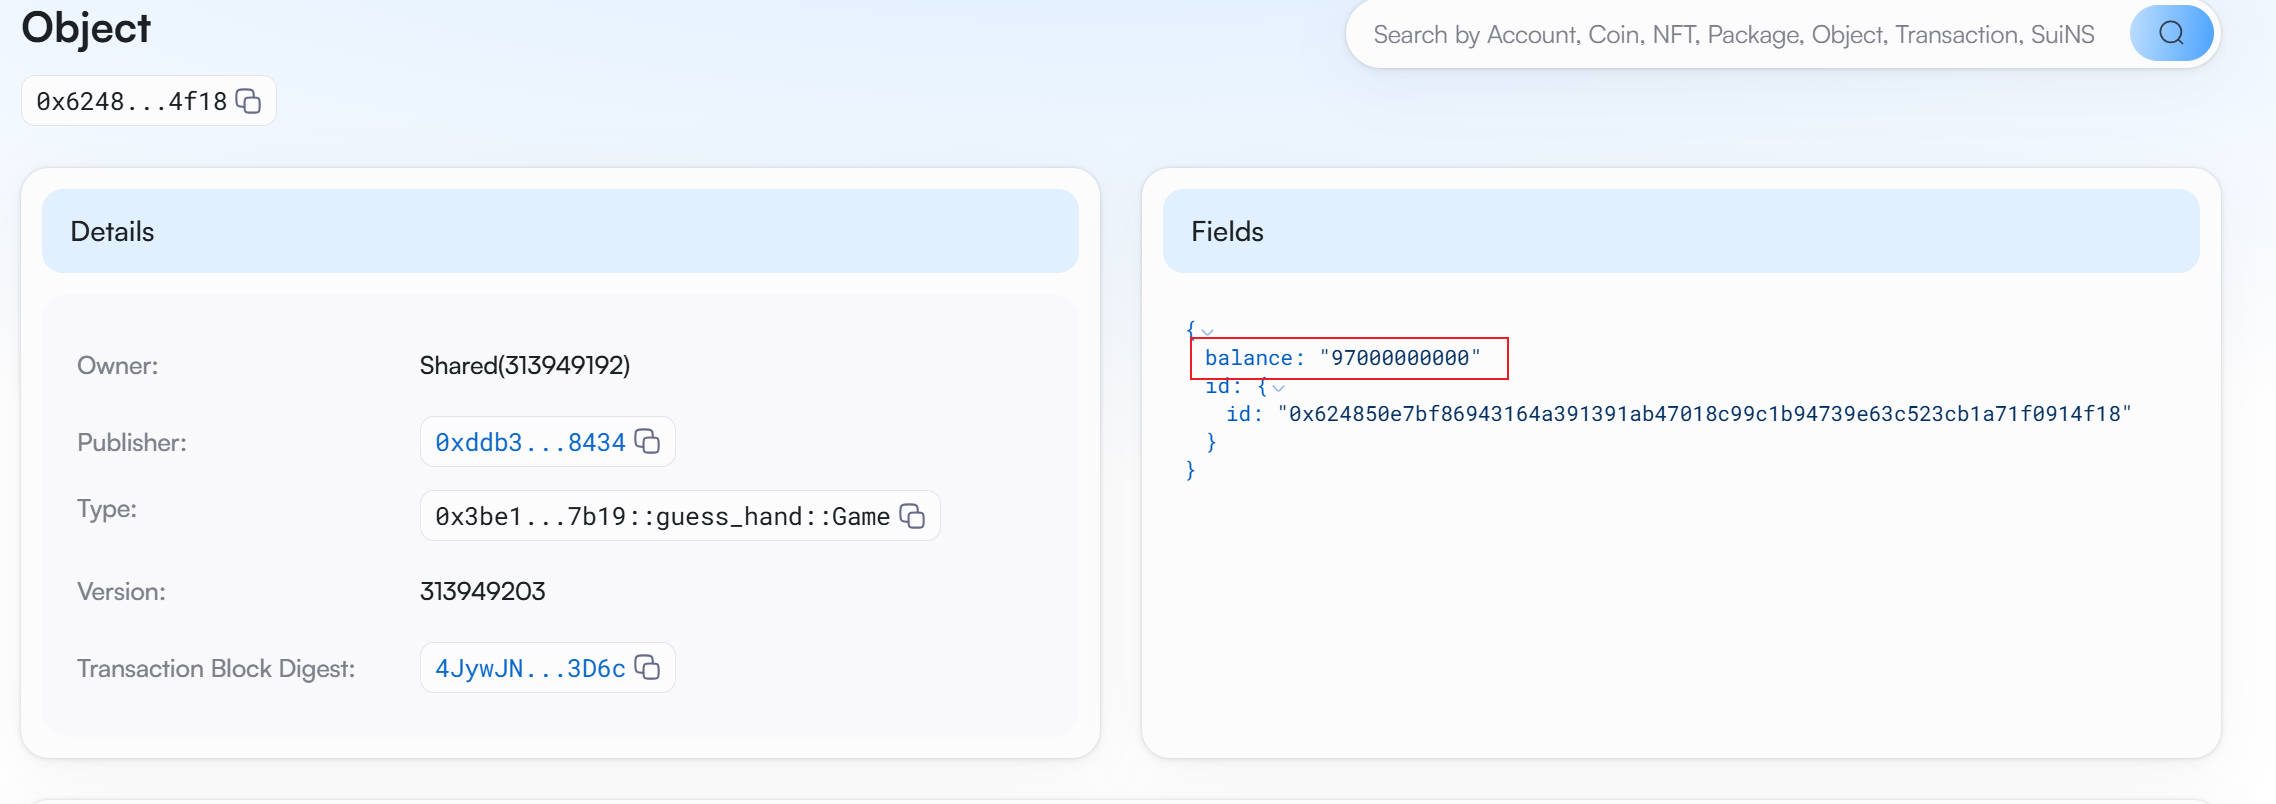 Object
Search by Account, Coin, NFT, Package, Object, Transaction, SuiNS
0x6248...4f18
Details
Owner:
Shared(313949192)
Publisher:
0xddb3...8434
Type:
0x3be1...7b19::guess_hand::Game
Version:
313949203
Transaction Block Digest:
4JywJN...3D6c
Fields
{
balance: "97000000000"
id: {
id: "0x624850e7bf86943164a391391ab47018c99c1b94739e63c523cb1a71f0914f18"
}
}